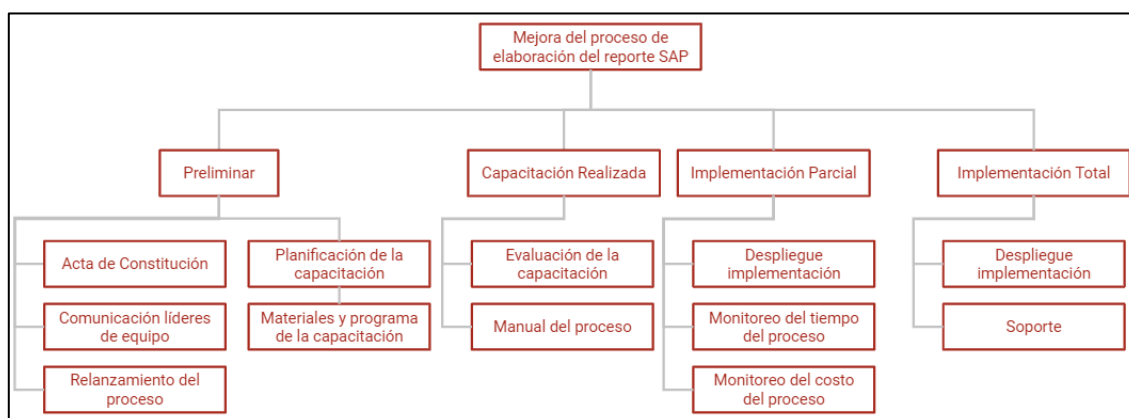 Mejora del proceso de
elaboración del reporte SAP
Preliminar
Capacitación Realizada
Implementación Parcial
Implementación Total
Acta de Constitución
Planificación de la
capacitación
Evaluación de la
capacitación
Despliegue
implementación
Despliegue
implementación
Comunicación líderes
de equipo
Materiales y programa
de la capacitación
Manual del proceso
Monitoreo del tiempo
del proceso
Soporte
Relanzamiento del
proceso
Monitoreo del costo
del proceso